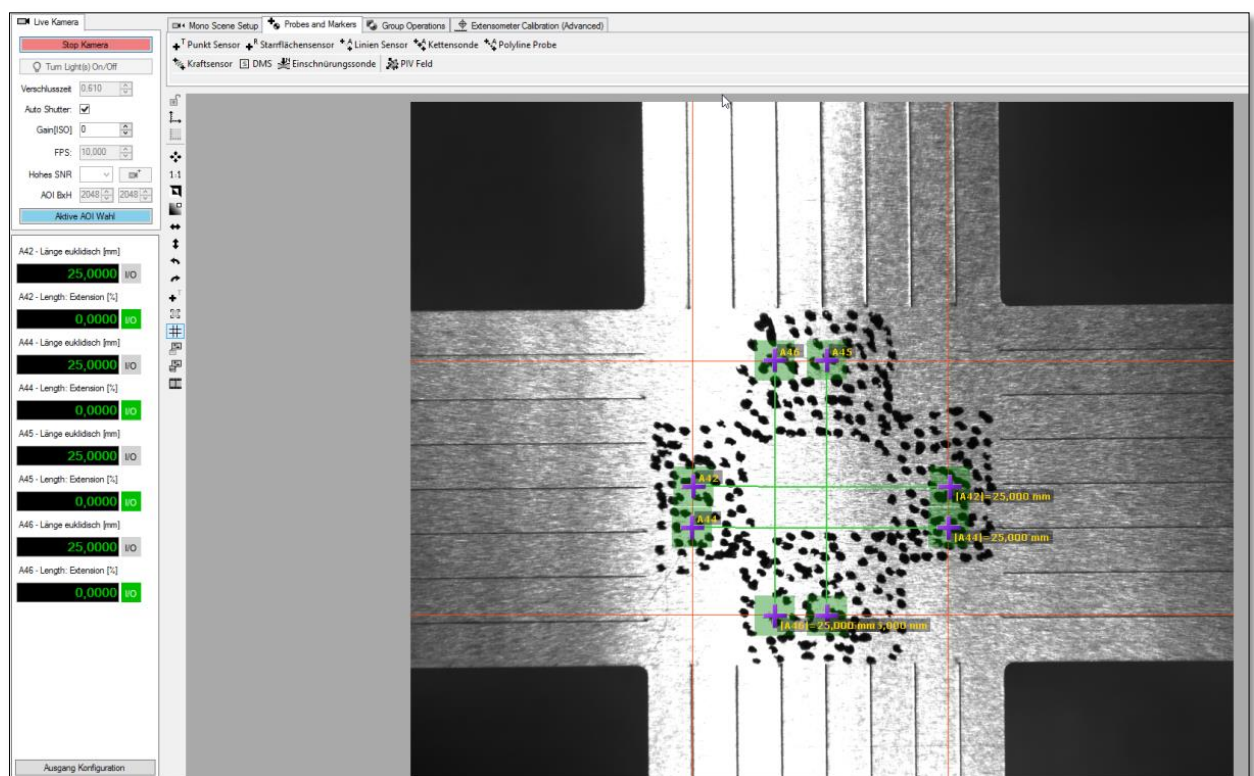 Live Kamera
Stop Kamera
Turn Light(s) On/Off
Verschlusszeit 0,610
Auto Shutter:
Gain[ISO] 0
FPS: 10,000
Hohes SNR
AOI BxH 2048 2048
Aktive AOI Wahl
A42 - Länge euklidisch [mm]
25,0000 I/O
A42 - Length: Extension [%]
0,0000 I/O
A44 - Länge euklidisch [mm]
25,0000 I/O
A44 - Length: Extension [%]
0,0000 I/O
A45 - Länge euklidisch [mm]
25,0000 I/O
A45 - Length: Extension [%]
0,0000 I/O
A46 - Länge euklidisch [mm]
25,0000 I/O
A46 - Length: Extension [%]
0,0000 I/O
Ausgang Konfiguration
Mono Scene Setup Probes and Markers Group Operations Extensometer Calibration (Advanced)
T Punkt Sensor R Starrflächensensor Linien Sensor Kettensonde Polyline Probe
Kraftsensor S DMS Einschnürungssonde PIV Feld
1:1
T
A46 A45
A42
|A42|=25,000 mm
A44
|A44|=25,000 mm
|A46|=25,000 mm 5,000 mm